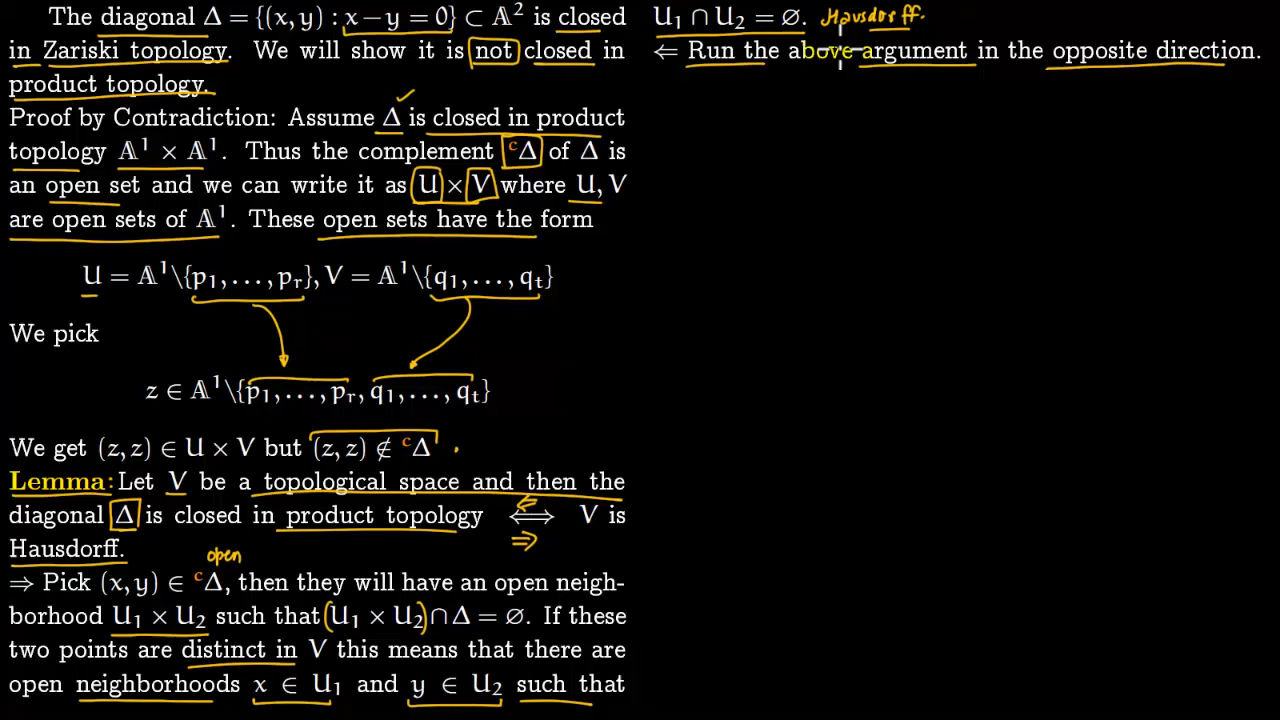 The diagonal Δ = {(x, y) : x − y = 0} ⊂ 𝔸² is closed
in Zariski topology. We will show it is not closed in
product topology.
Proof by Contradiction: Assume Δ is closed in product
topology 𝔸¹ × 𝔸¹. Thus the complement ᶜΔ of Δ is
an open set and we can write it as U × V where U, V
are open sets of 𝔸¹. These open sets have the form
U = 𝔸¹\{p₁, …, pᵣ}, V = 𝔸¹\{q₁, …, qₜ}
We pick
z ∈ 𝔸¹\{p₁, …, pᵣ, q₁, …, qₜ}
We get (z, z) ∈ U × V but (z, z) ∉ ᶜΔ
Lemma: Let V be a topological space and then the
diagonal Δ is closed in product topology ⟺ V is
Hausdorff.
open
⇒ Pick (x, y) ∈ ᶜΔ, then they will have an open neigh-
borhood U₁ × U₂ such that (U₁ × U₂) ∩ Δ = ∅. If these
two points are distinct in V this means that there are
open neighborhoods x ∈ U₁ and y ∈ U₂ such that
U₁ ∩ U₂ = ∅. Hausdorff.
⇐ Run the above argument in the opposite direction.